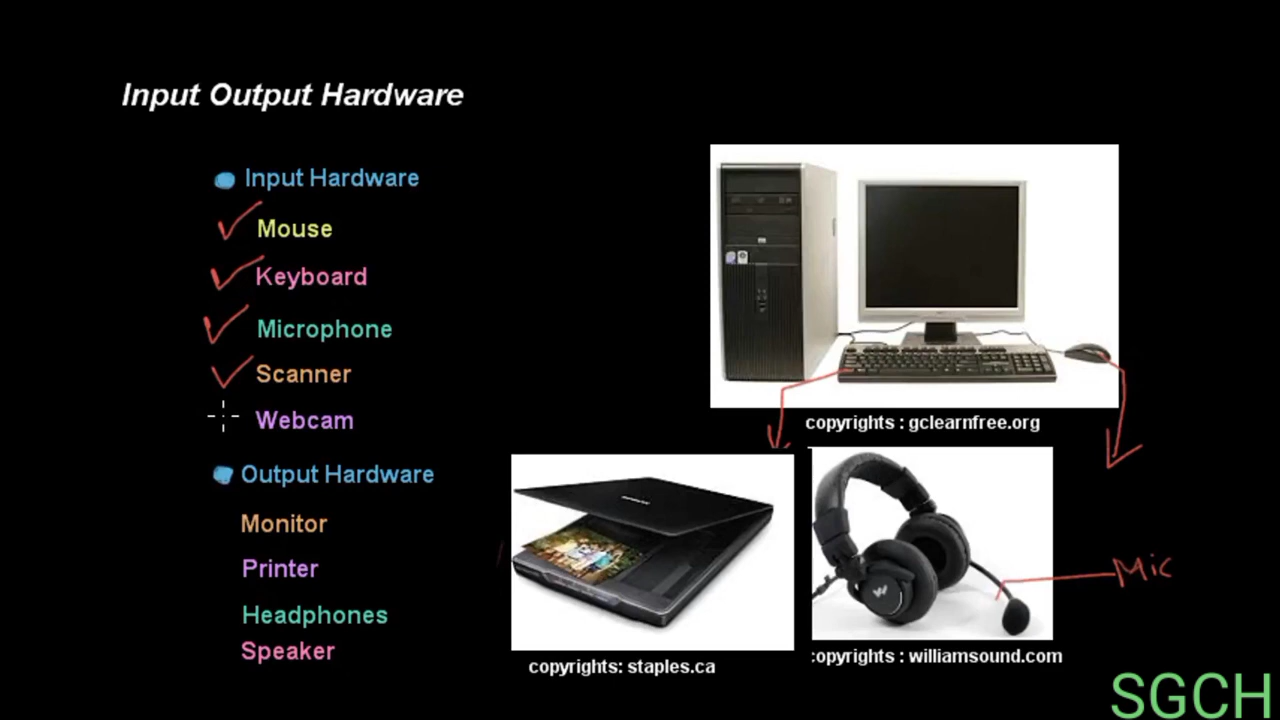 Input Output Hardware
Input Hardware
Mouse
Keyboard
Microphone
Scanner
Webcam
Output Hardware
Monitor
Printer
Headphones
Speaker
copyrights : gclearnfree.org
Mic
copyrights: staples.ca
copyrights : williamsound.com
SGCH